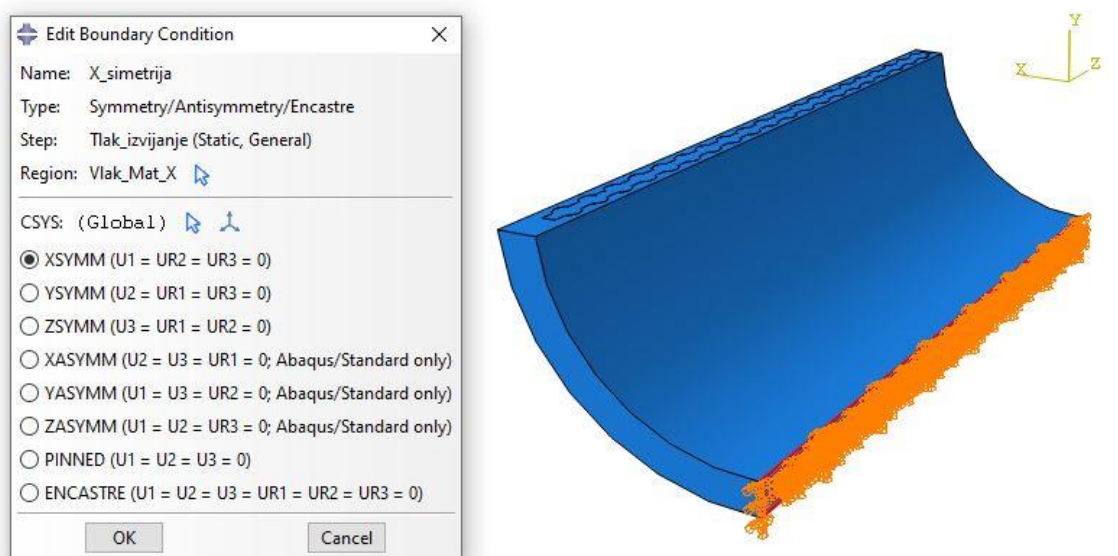 Edit Boundary Condition
Name: X_simetrija
Type: Symmetry/Antisymmetry/Encastre
Step: Tlak_izvijanje (Static, General)
Region: Vlak_Mat_X
CSYS: (Global)
XSYMM (U1 = UR2 = UR3 = 0)
YSYMM (U2 = UR1 = UR3 = 0)
ZSYMM (U3 = UR1 = UR2 = 0)
XASYMM (U2 = U3 = UR1 = 0; Abaqus/Standard only)
YASYMM (U1 = U3 = UR2 = 0; Abaqus/Standard only)
ZASYMM (U1 = U2 = UR3 = 0; Abaqus/Standard only)
PINNED (U1 = U2 = U3 = 0)
ENCASTRE (U1 = U2 = U3 = UR1 = UR2 = UR3 = 0)
OK Cancel
Y
X
Z